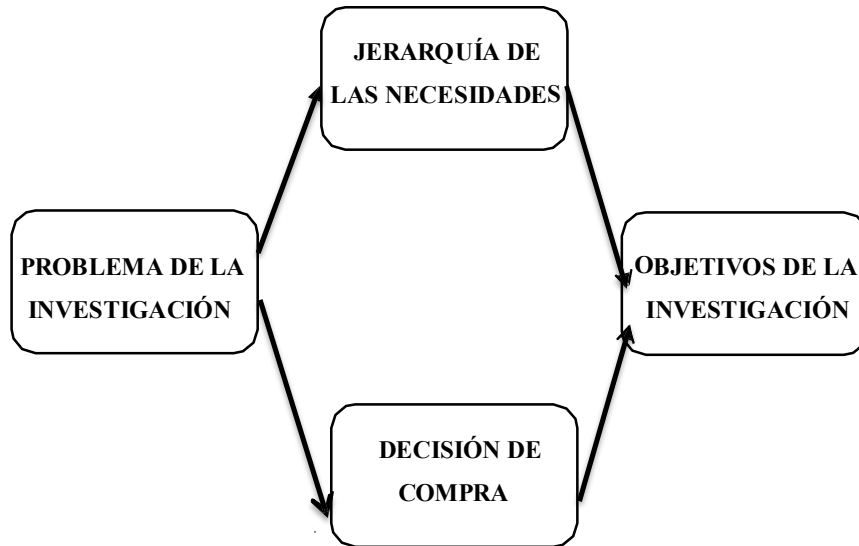 JERARQUÍA DE
LAS NECESIDADES
PROBLEMA DE LA
INVESTIGACIÓN
OBJETIVOS DE LA
INVESTIGACIÓN
DECISIÓN DE
COMPRA